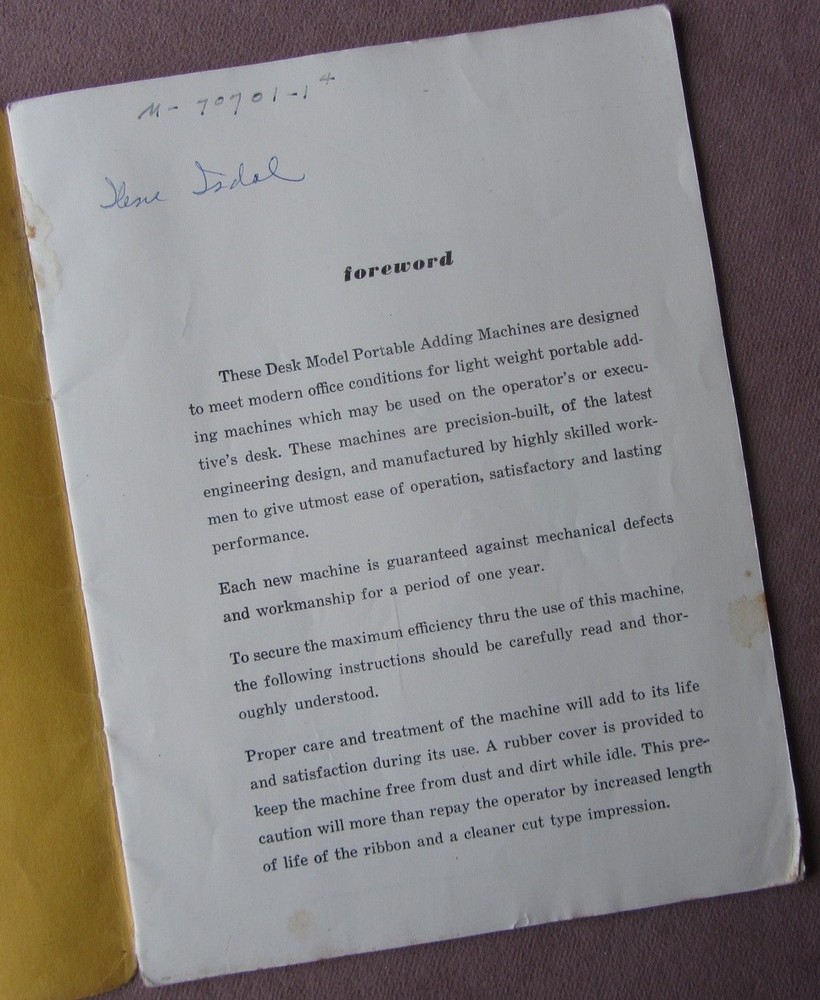 M- 70701-14
Ilene Isdal
foreword
These Desk Model Portable Adding Machines are designed
to meet modern office conditions for light weight portable add-
ing machines which may be used on the operator's or execu-
tive's desk. These machines are precision-built, of the latest
engineering design, and manufactured by highly skilled work-
men to give utmost ease of operation, satisfactory and lasting
performance.
Each new machine is guaranteed against mechanical defects
and workmanship for a period of one year.
To secure the maximum efficiency thru the use of this machine,
the following instructions should be carefully read and thor-
oughly understood.
Proper care and treatment of the machine will add to its life
and satisfaction during its use. A rubber cover is provided to
keep the machine free from dust and dirt while idle. This pre-
caution will more than repay the operator by increased length
of life of the ribbon and a cleaner cut type impression.